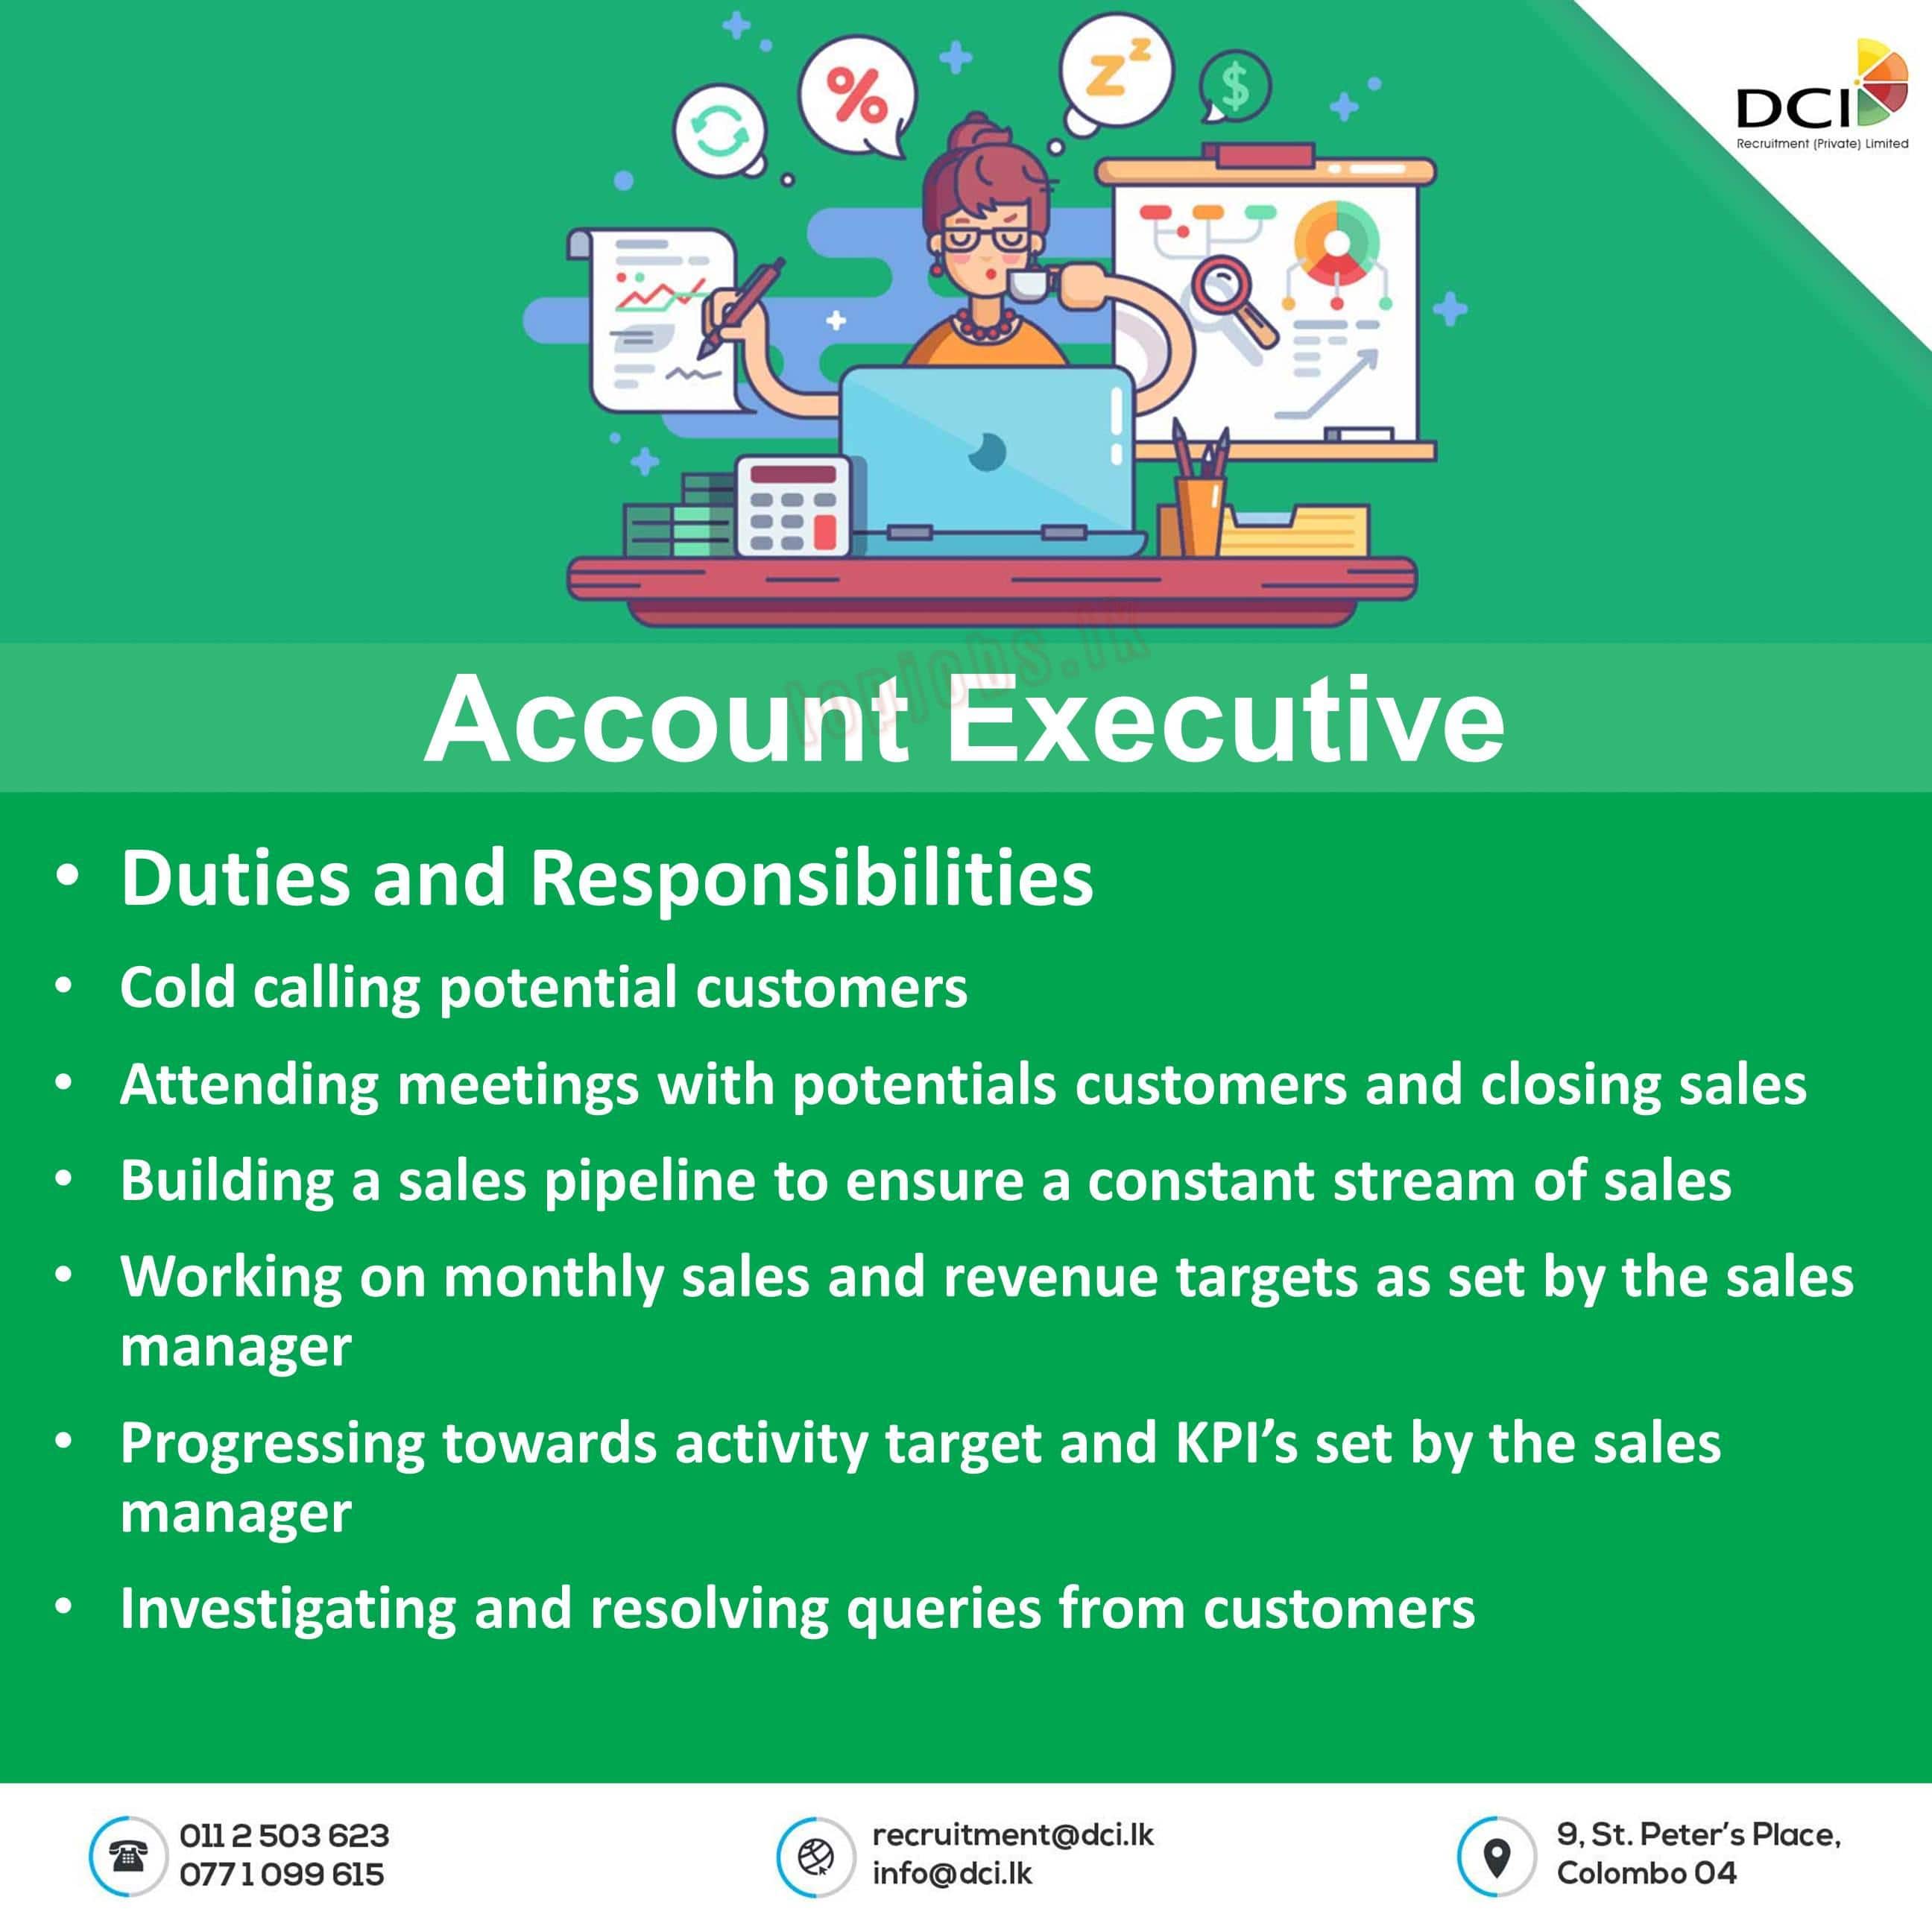 %
z z
$
DCI
Recruitment (Private) Limited
topjobs.lk
Account Executive
• Duties and Responsibilities
• Cold calling potential customers
• Attending meetings with potentials customers and closing sales
• Building a sales pipeline to ensure a constant stream of sales
• Working on monthly sales and revenue targets as set by the sales
manager
• Progressing towards activity target and KPI’s set by the sales
manager
• Investigating and resolving queries from customers
011 2 503 623
077 1 099 615
recruitment@dci.lk
info@dci.lk
9, St. Peter’s Place,
Colombo 04